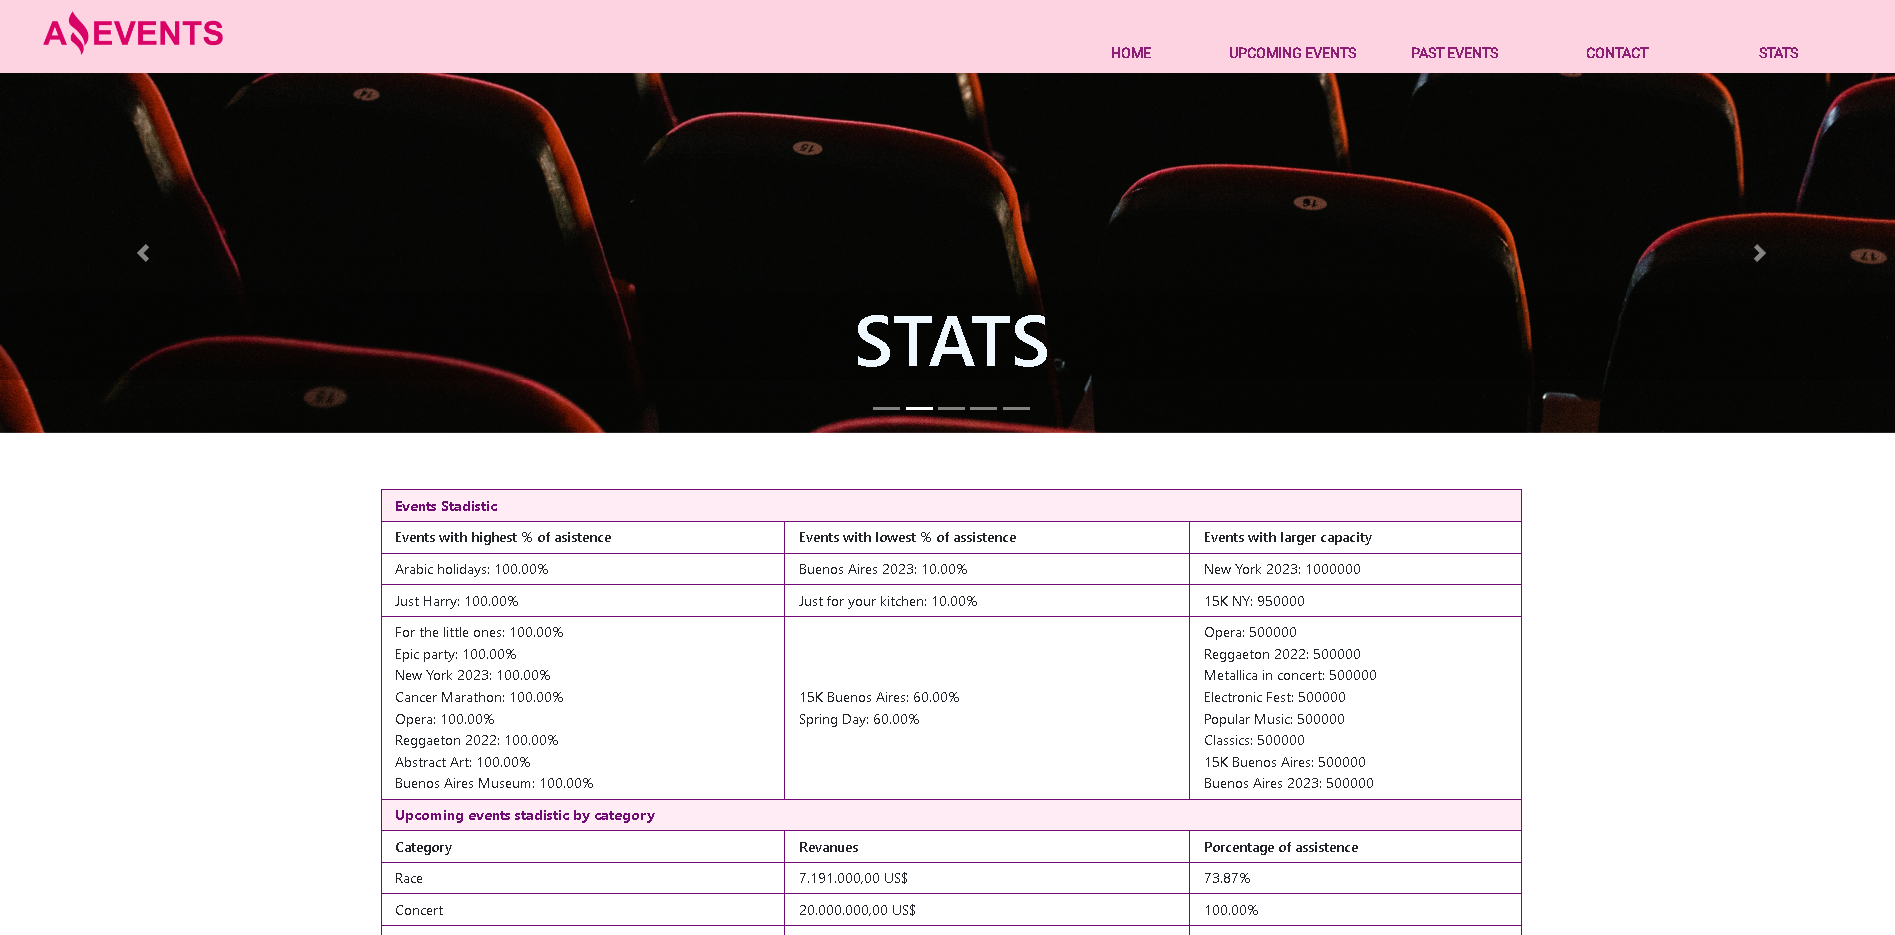 A EVENTS
HOME UPCOMING EVENTS PAST EVENTS CONTACT STATS
14
15
16
17
STATS
Events Stadistic
Events with highest % of asistence Events with lowest % of assistence Events with larger capacity
Arabic holidays: 100.00% Buenos Aires 2023: 10.00% New York 2023: 1000000
Just Harry: 100.00% Just for your kitchen: 10.00% 15K NY: 950000
For the little ones: 100.00%
Epic party: 100.00%
New York 2023: 100.00%
Cancer Marathon: 100.00%
Opera: 100.00%
Reggaeton 2022: 100.00%
Abstract Art: 100.00%
Buenos Aires Museum: 100.00%
15K Buenos Aires: 60.00%
Spring Day: 60.00%
Opera: 500000
Reggaeton 2022: 500000
Metallica in concert: 500000
Electronic Fest: 500000
Popular Music: 500000
Classics: 500000
15K Buenos Aires: 500000
Buenos Aires 2023: 500000
Upcoming events stadistic by category
Category Revanues Porcentage of assistence
Race 7.191.000,00 US$ 73.87%
Concert 20.000.000,00 US$ 100.00%